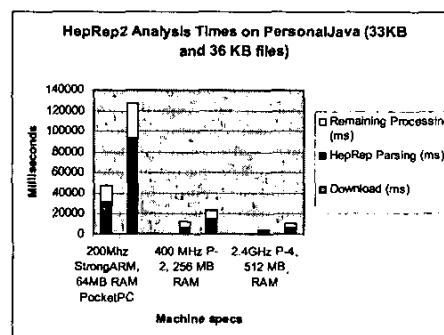 HepRep2 Analysis Times on PersonalJava (33KB
and 36 KB files)
140000
120000
100000
80000
60000
40000
20000
0
Milliseconds
200Mhz
StrongARM,
64MB RAM
PocketPC
400 MHz P-
2, 256 MB
RAM
2.4GHz P-4,
512 MB
RAM
Machine specs
Remaining Processin
(ms)
HepRep Parsing (ms)
Download (ms)